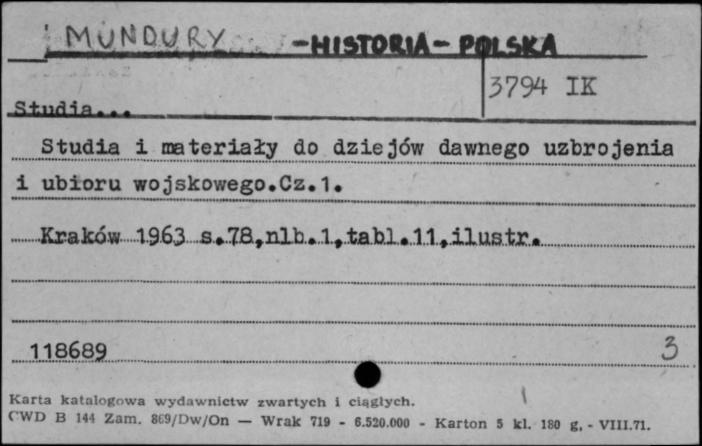 MUNDURY -HISTORIA- POLSKA
3794 IK
Studia...
Studia i materiały do dziejów dawnego uzbrojenia
i ubioru wojskowego.Cz.1.
Kraków 1963 s.78,nlb.1,tabl.11,ilustr.
118689 3
Karta katalogowa wydawnictw zwartych i ciągłych.
CWD B 144 Zam. 869/Dw/On — Wrak 719 - 6.520.000 - Karton 5 kl. 180 g, - VIII.71.